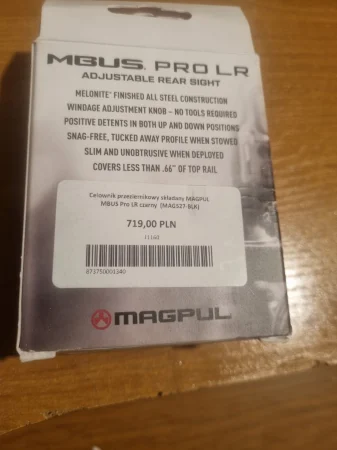 MBUS PRO LR
ADJUSTABLE REAR SIGHT
MELONITE® FINISHED ALL STEEL CONSTRUCTION
WINDAGE ADJUSTMENT KNOB – NO TOOLS REQUIRED
POSITIVE DETENTS IN BOTH UP AND DOWN POSITIONS
SNAG-FREE, TUCKED AWAY PROFILE WHEN STOWED
SLIM AND UNOBTRUSIVE WHEN DEPLOYED
COVERS LESS THAN .66" OF TOP RAIL
Celownik przeziernikowy składany MAGPUL
MBUS Pro LR czarny (MAG527-BLK)
719,00 PLN
11160
873750001340
MAGPUL